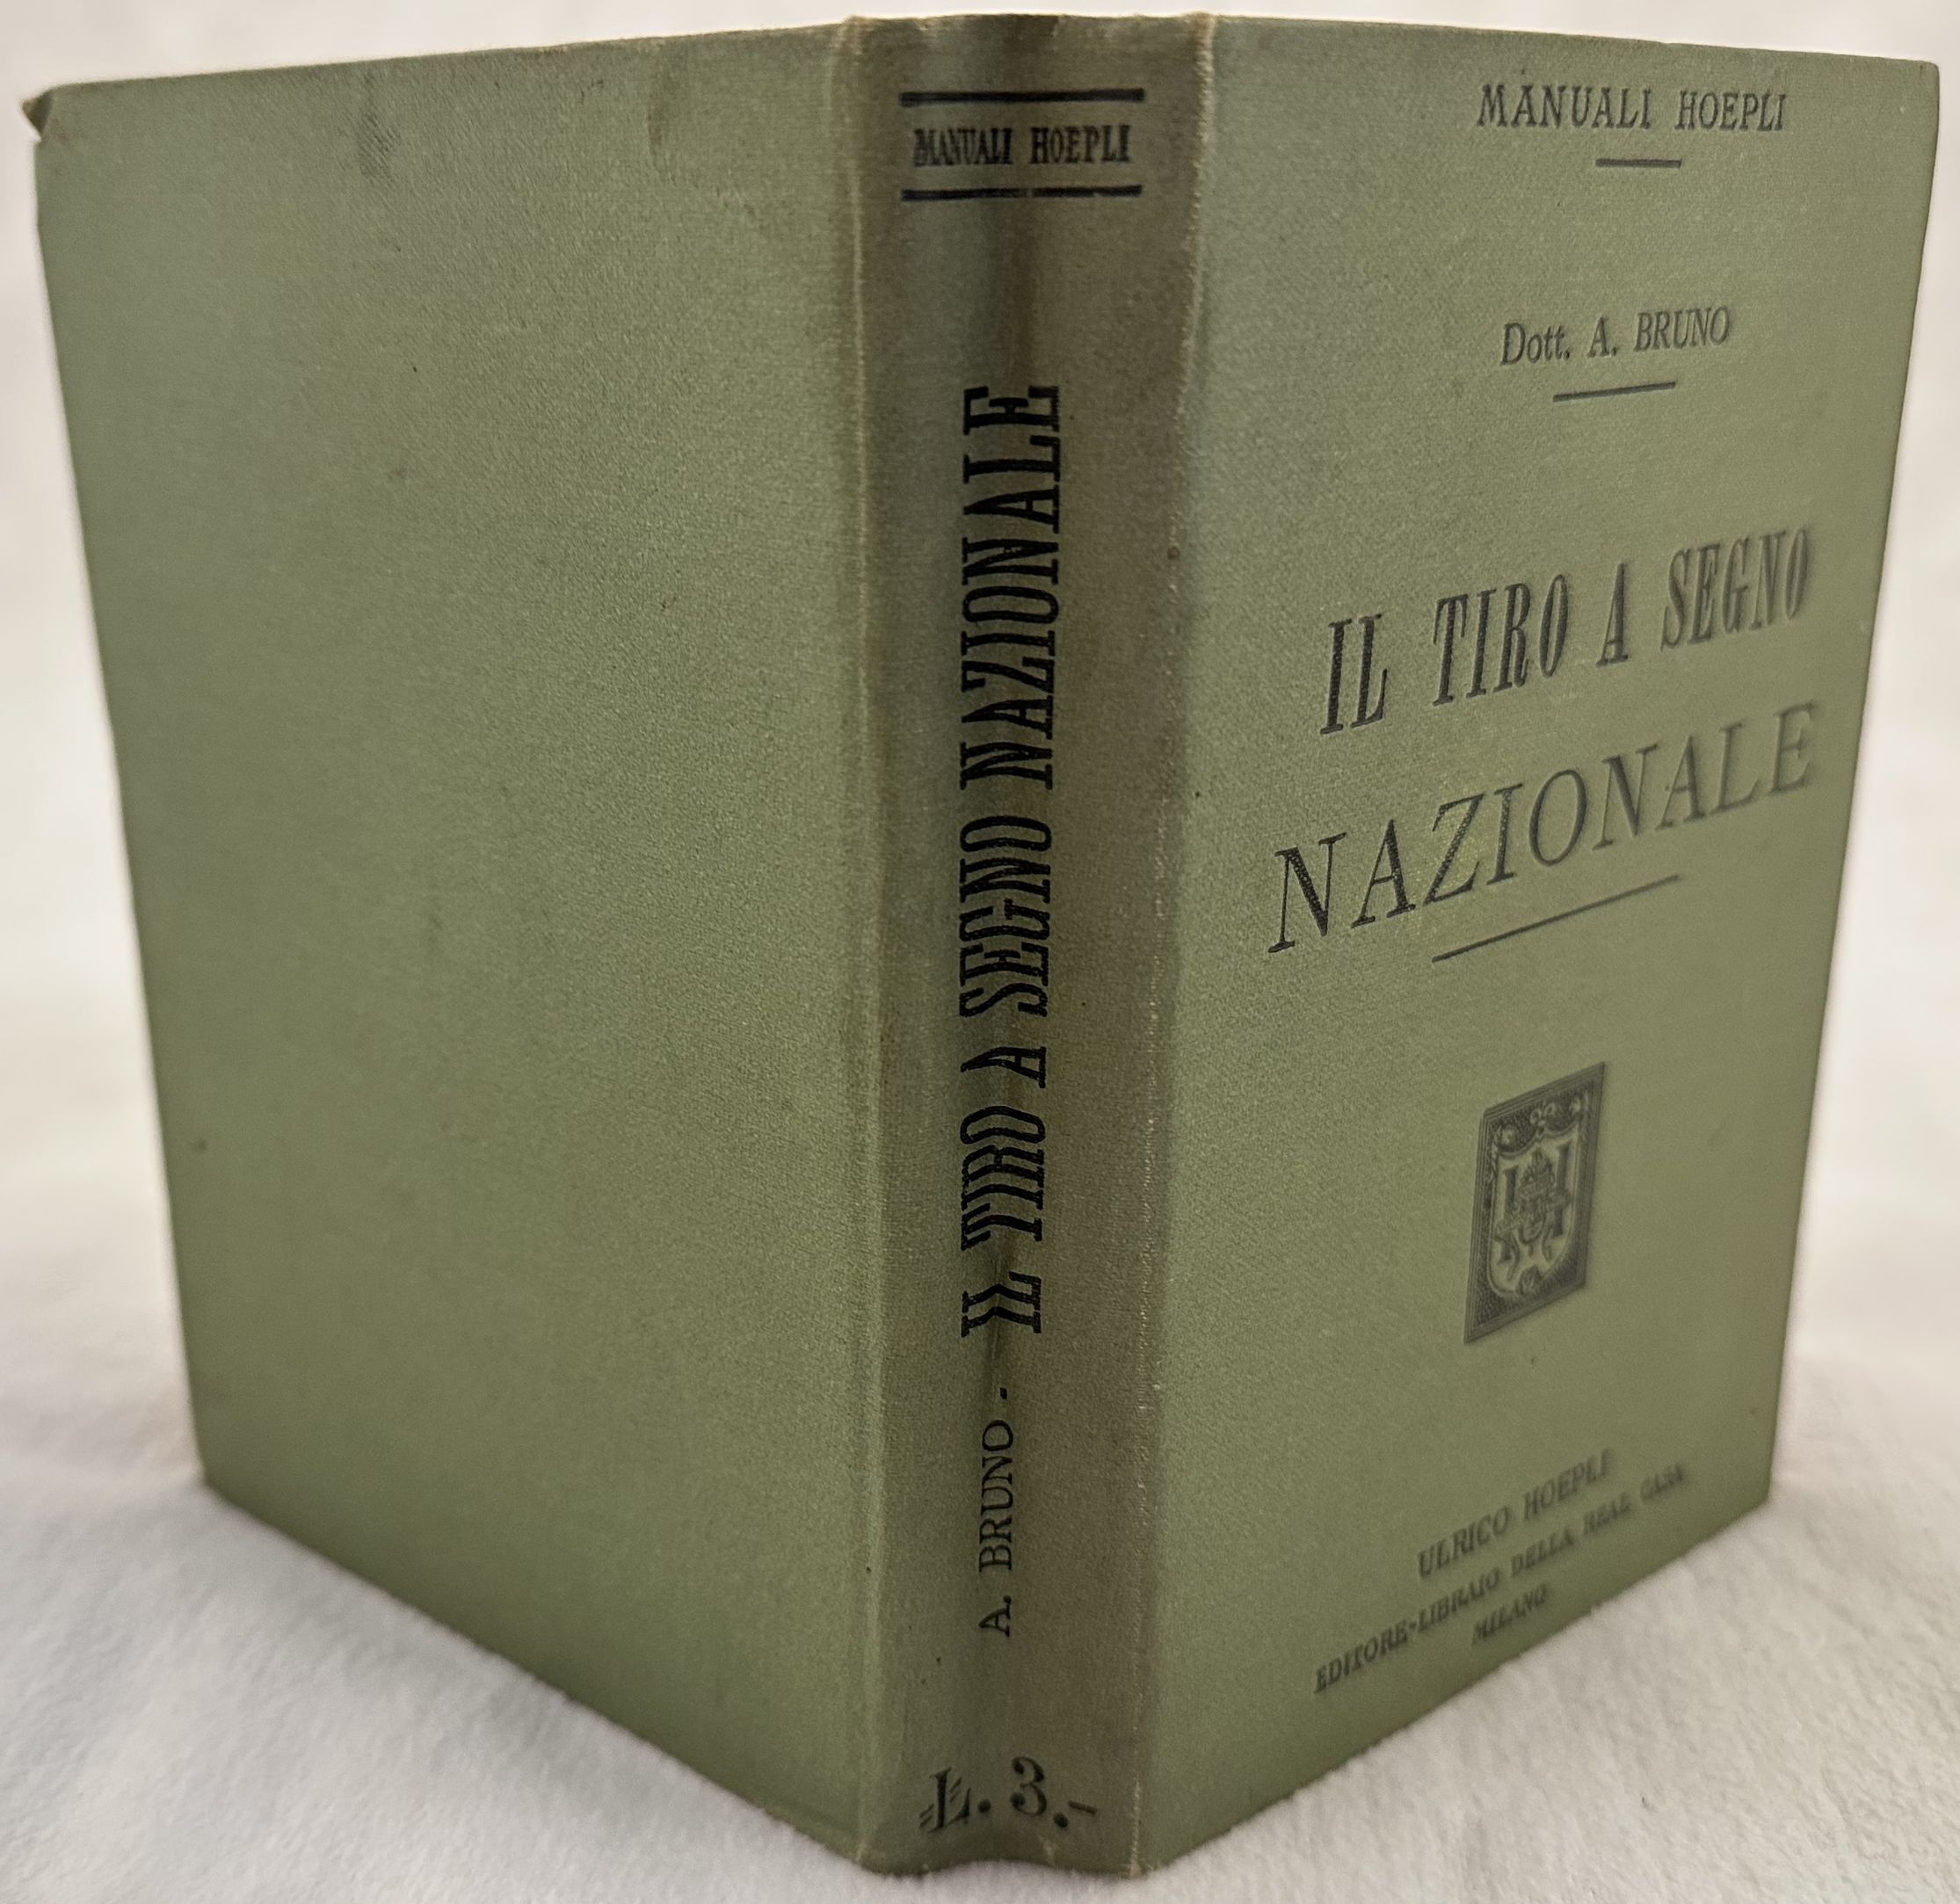 MANUALI HOEPLI
A. BRUNO - IL TIRO A SEGNO NAZIONALE
L. 3.-
MANUALI HOEPLI
Dott. A. BRUNO
IL TIRO A SEGNO
NAZIONALE
UH
ULRICO HOEPLI
EDITORE-LIBRAIO DELLA REAL CASA
MILANO